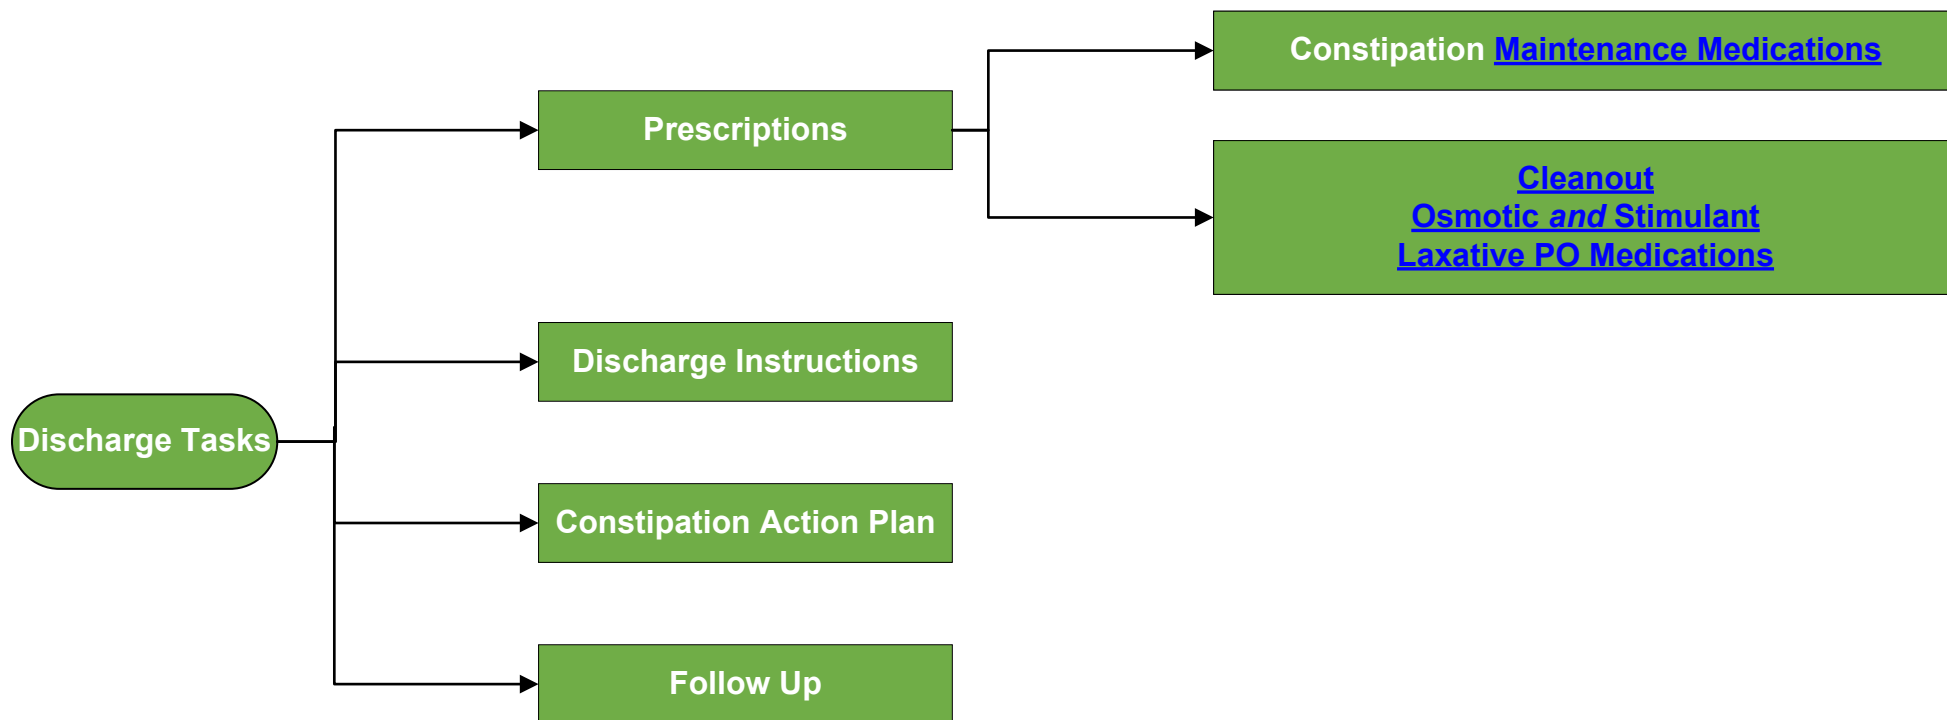 Discharge Tasks
Prescriptions
Constipation Maintenance Medications
Cleanout
Osmotic and Stimulant
Laxative PO Medications
Discharge Instructions
Constipation Action Plan
Follow Up